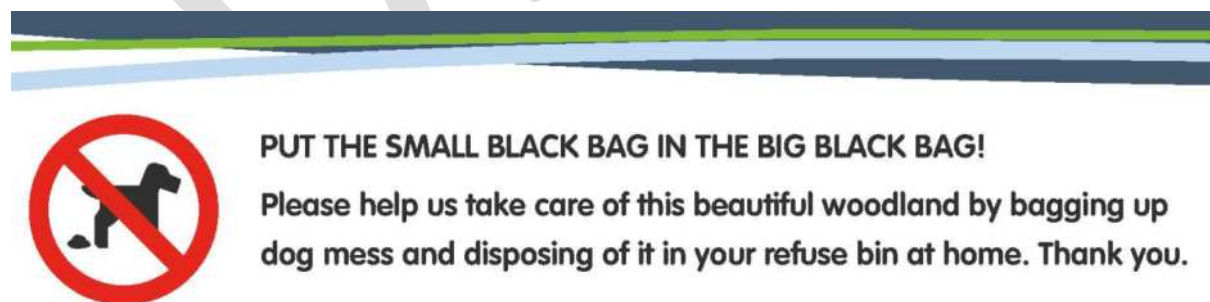 PUT THE SMALL BLACK BAG IN THE BIG BLACK BAG!
Please help us take care of this beautiful woodland by bagging up
dog mess and disposing of it in your refuse bin at home. Thank you.